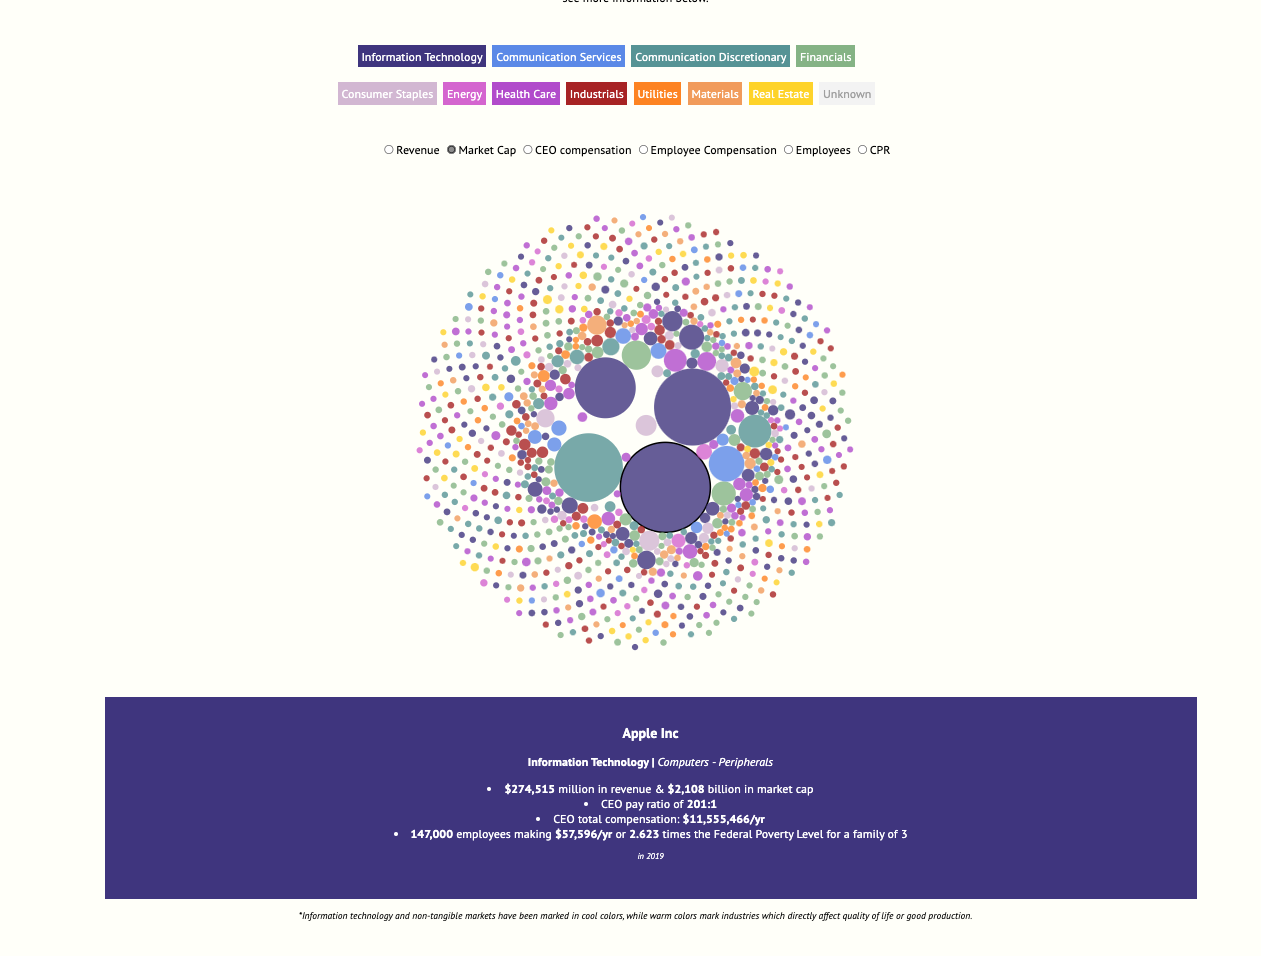 see more information below.
Information Technology Communication Services Communication Discretionary Financials
Consumer Staples Energy Health Care Industrials Utilities Materials Real Estate Unknown
Revenue Market Cap CEO compensation Employee Compensation Employees CPR
Apple Inc
Information Technology | Computers - Peripherals
• $274,515 million in revenue & $2,108 billion in market cap
• CEO pay ratio of 201:1
• CEO total compensation: $11,555,466/yr
• 147,000 employees making $57,596/yr or 2.623 times the Federal Poverty Level for a family of 3
in 2019
*Information technology and non-tangible markets have been marked in cool colors, while warm colors mark industries which directly affect quality of life or good production.